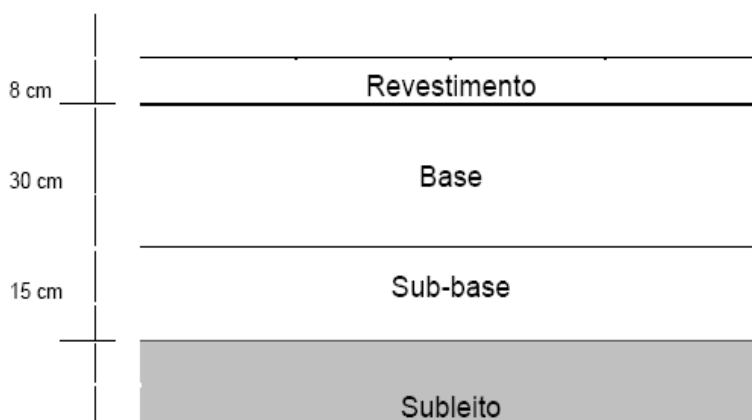 8 cm
Revestimento
30 cm
Base
15 cm
Sub-base
Subleito